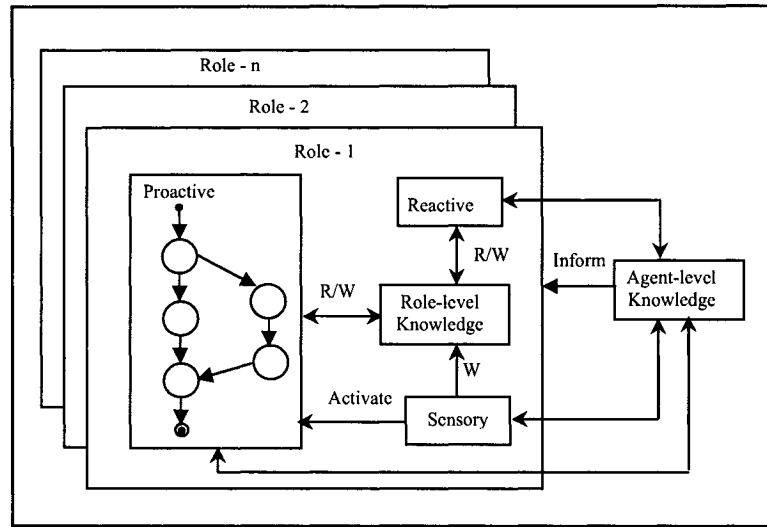 Role - n
Role - 2
Role - 1
Proactive
Reactive
R/W
Inform
Agent-level
Knowledge
R/W
Role-level
Knowledge
W
Activate
Sensory